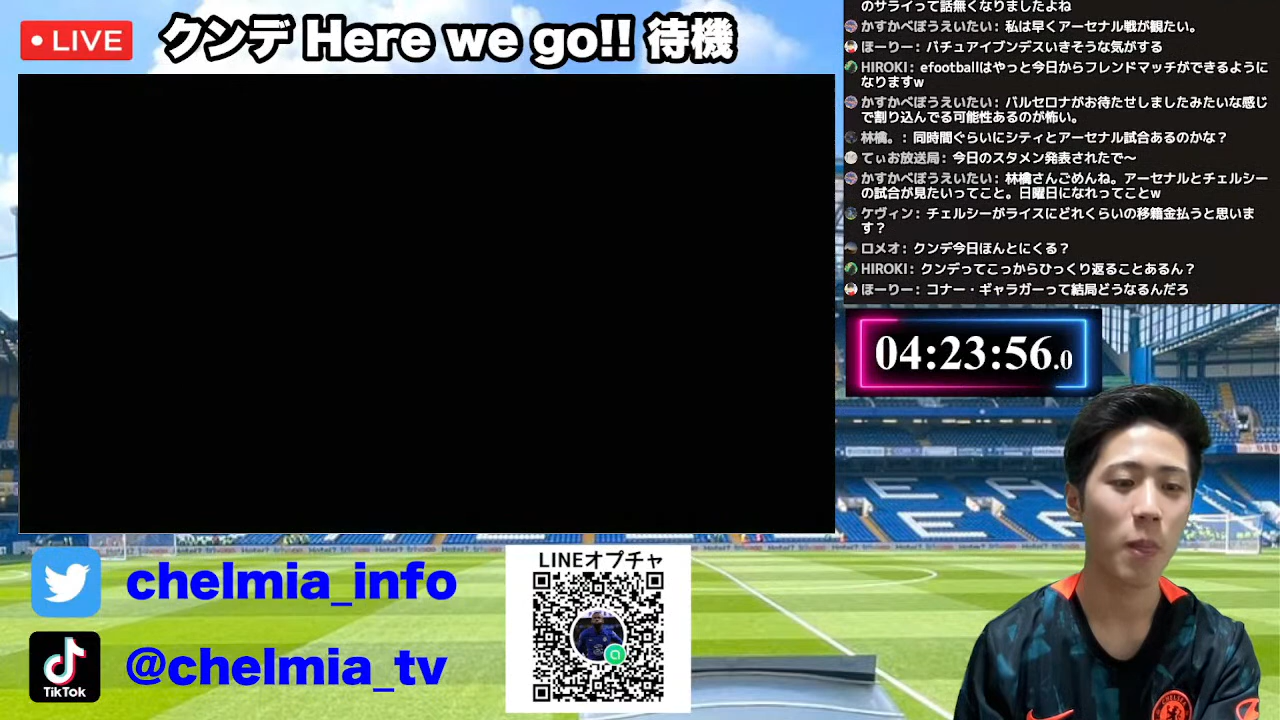 LIVE
クンデ Here we go!! 待機
のサライって話無くなりましたよね
かすかべぼうえいたい: 私は早くアーセナル戦が観たい。
ほーりー: バチュアイブンデスいきそうな気がする
HIROKI: efootballはやっと今日からフレンドマッチができるように
なりますw
かすかべぼうえいたい: バルセロナがお待たせしましたみたいな感じ
で割り込んでる可能性あるのが怖い。
林檎。: 同時間ぐらいにシティとアーセナル試合あるのかな?
てぃお放送局: 今日のスタメン発表されたで〜
かすかべぼうえいたい: 林檎さんごめんね。アーセナルとチェルシー
の試合が見たいってこと。日曜日になれってことw
ケヴィン: チェルシーがライスにどれくらいの移籍金払うと思いま
す?
ロメオ: クンデ今日ほんとにくる?
HIROKI: クンデってこっからひっくり返ることあるん?
ほーりー: コナー・ギャラガーって結局どうなるんだろ
04:23:56.0
chelmia_info
LINEオプチャ
TikTok
@chelmia_tv